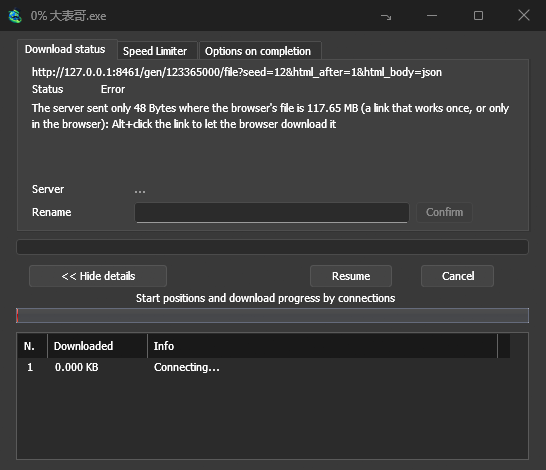 0% 大表哥.exe
Download status
Speed Limiter
Options on completion
http://127.0.0.1:8461/gen/123365000/file?seed=12&html_after=1&html_body=json
Status Error
The server sent only 48 Bytes where the browser's file is 117.65 MB (a link that works once, or only
in the browser): Alt+click the link to let the browser download it
Server ...
Rename Confirm
<< Hide details Resume Cancel
Start positions and download progress by connections
N. Downloaded Info
1 0.000 KB Connecting...